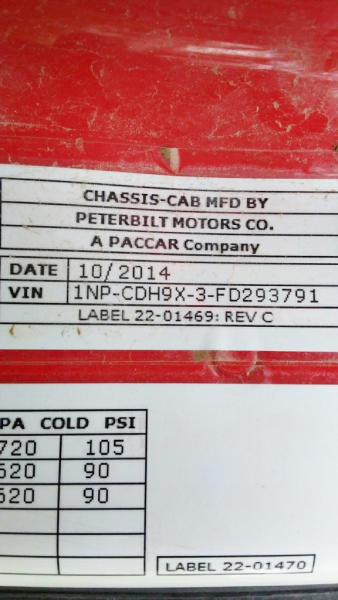 CHASSIS-CAB MFD BY
PETERBILT MOTORS CO.
A PACCAR Company
DATE 10/2014
VIN 1NP-CDH9X-3-FD293791
LABEL 22-01469: REV C
PA COLD PSI
720 105
620 90
620 90
LABEL 22-01470